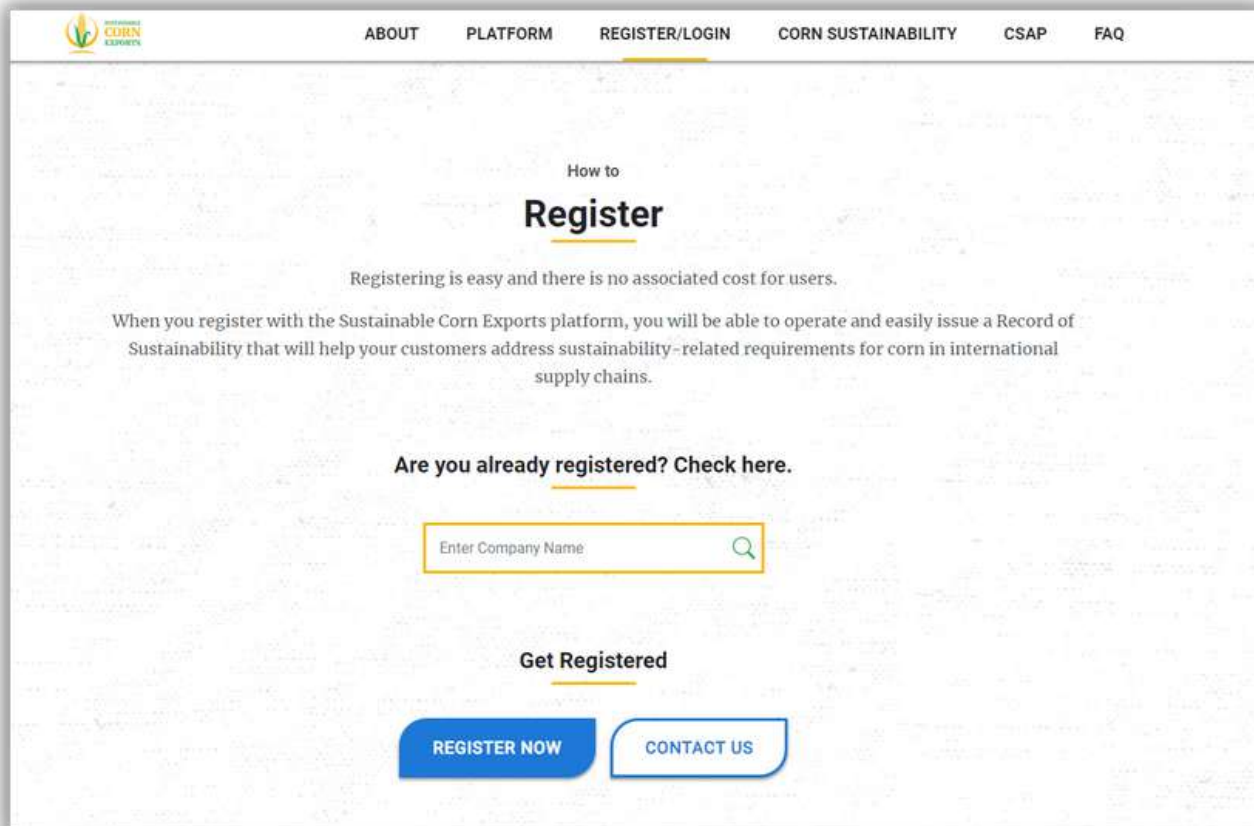 SUSTAINABLE
CORN
EXPORTS
ABOUT PLATFORM REGISTER/LOGIN CORN SUSTAINABILITY CSAP FAQ
How to
Register
Registering is easy and there is no associated cost for users.
When you register with the Sustainable Corn Exports platform, you will be able to operate and easily issue a Record of
Sustainability that will help your customers address sustainability-related requirements for corn in international
supply chains.
Are you already registered? Check here.
Enter Company Name
Get Registered
REGISTER NOW CONTACT US